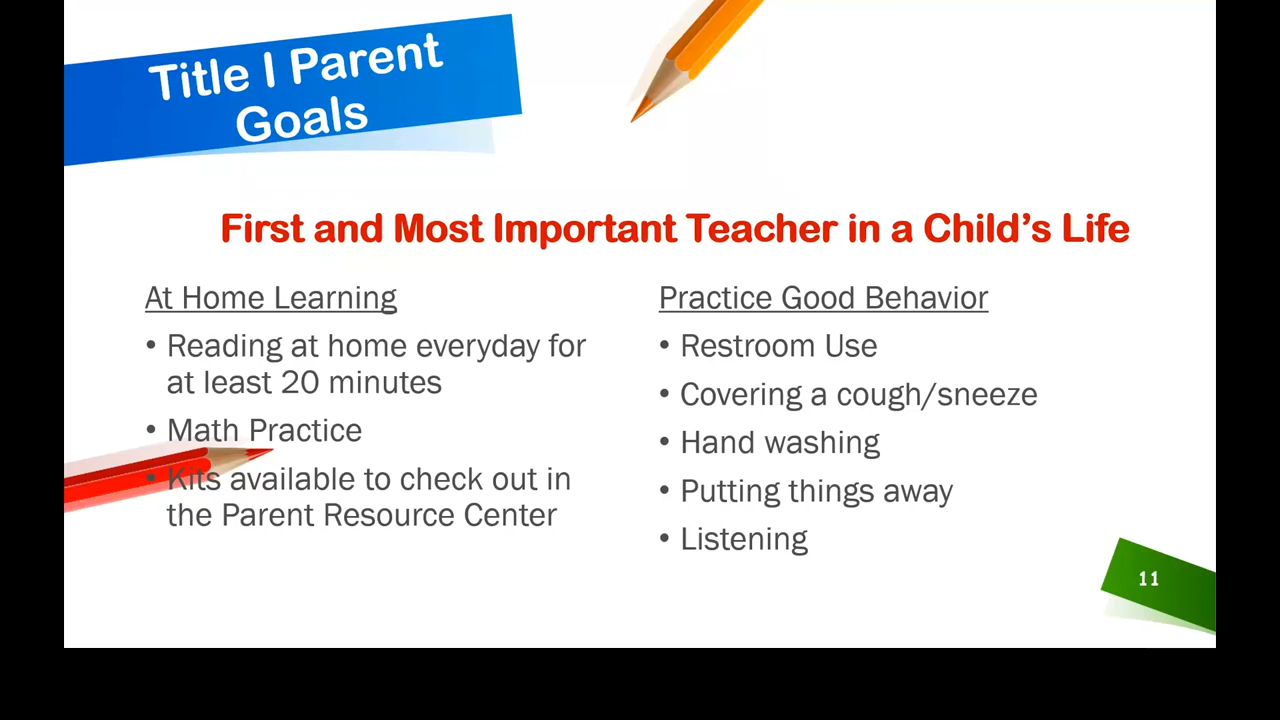 Title I Parent
Goals
First and Most Important Teacher in a Child's Life
At Home Learning
• Reading at home everyday for
at least 20 minutes
• Math Practice
• Kits available to check out in
the Parent Resource Center
Practice Good Behavior
• Restroom Use
• Covering a cough/sneeze
• Hand washing
• Putting things away
• Listening
11